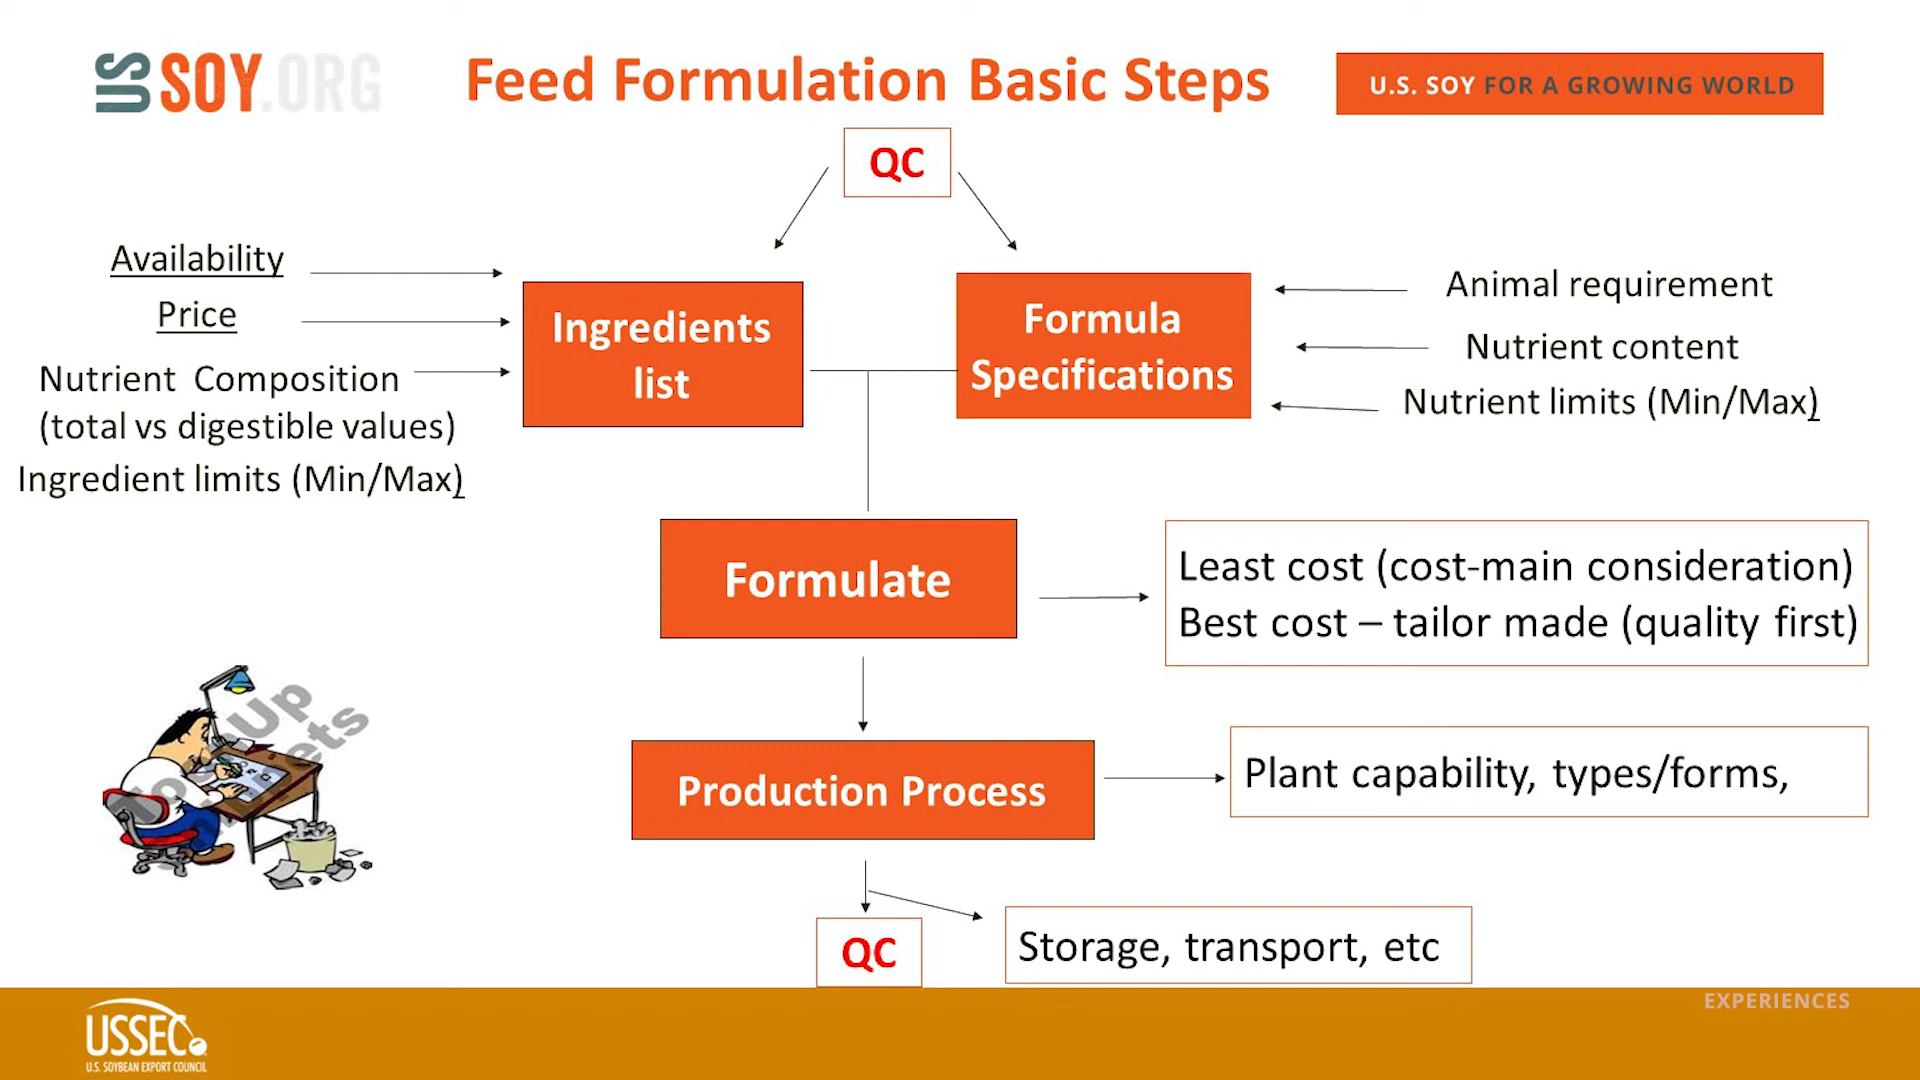 US SOY.ORG
Feed Formulation Basic Steps
U.S. SOY FOR A GROWING WORLD
QC
Availability
Price
Nutrient Composition
(total vs digestible values)
Ingredient limits (Min/Max)
Ingredients
list
Formula
Specifications
Animal requirement
Nutrient content
Nutrient limits (Min/Max)
Formulate
Least cost (cost-main consideration)
Best cost – tailor made (quality first)
Production Process
Plant capability, types/forms,
QC
Storage, transport, etc
EXPERIENCES
USSEC
U.S. SOYBEAN EXPORT COUNCIL